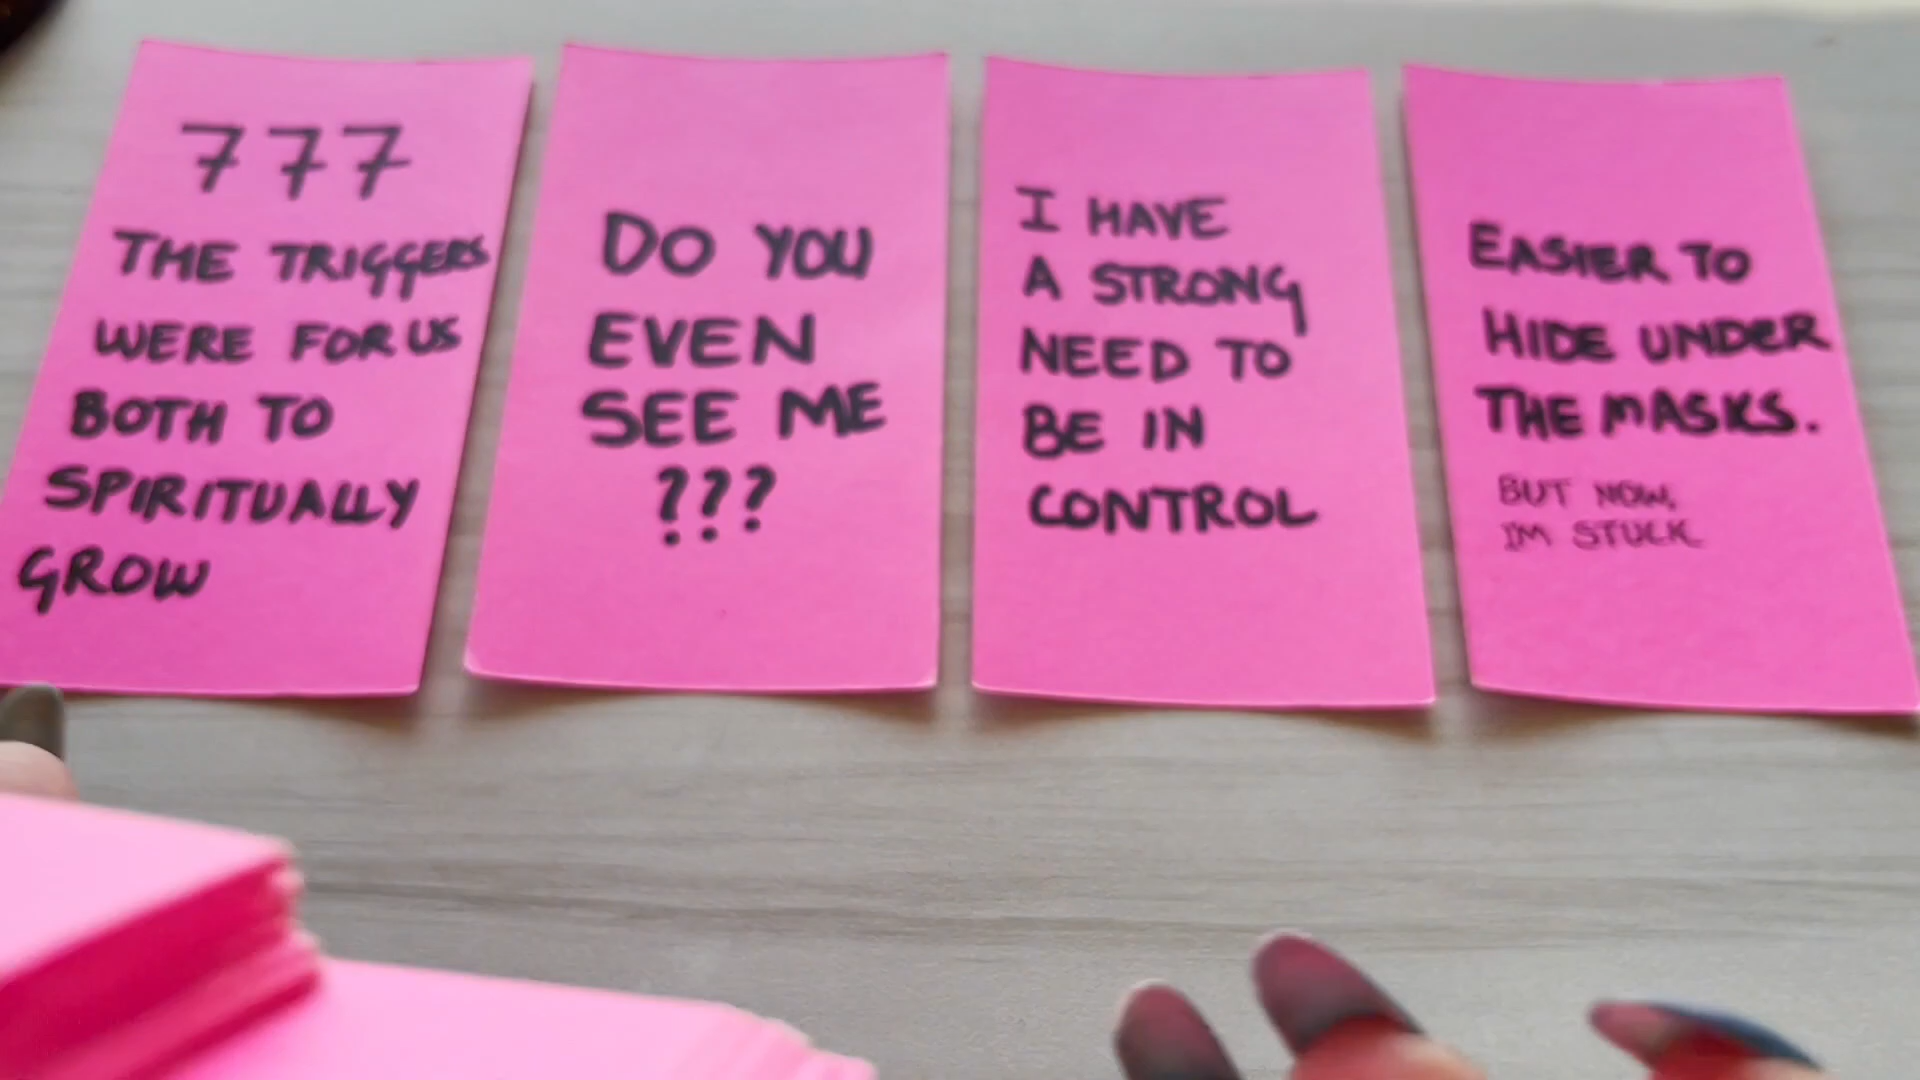 777
THE TRIGGERS
WERE FOR US
BOTH TO
SPIRITUALLY
GROW
DO YOU
EVEN
SEE ME
???
I HAVE
A STRONG
NEED TO
BE IN
CONTROL
EASIER TO
HIDE UNDER
THE MASKS.
BUT NOW,
IM STUCK